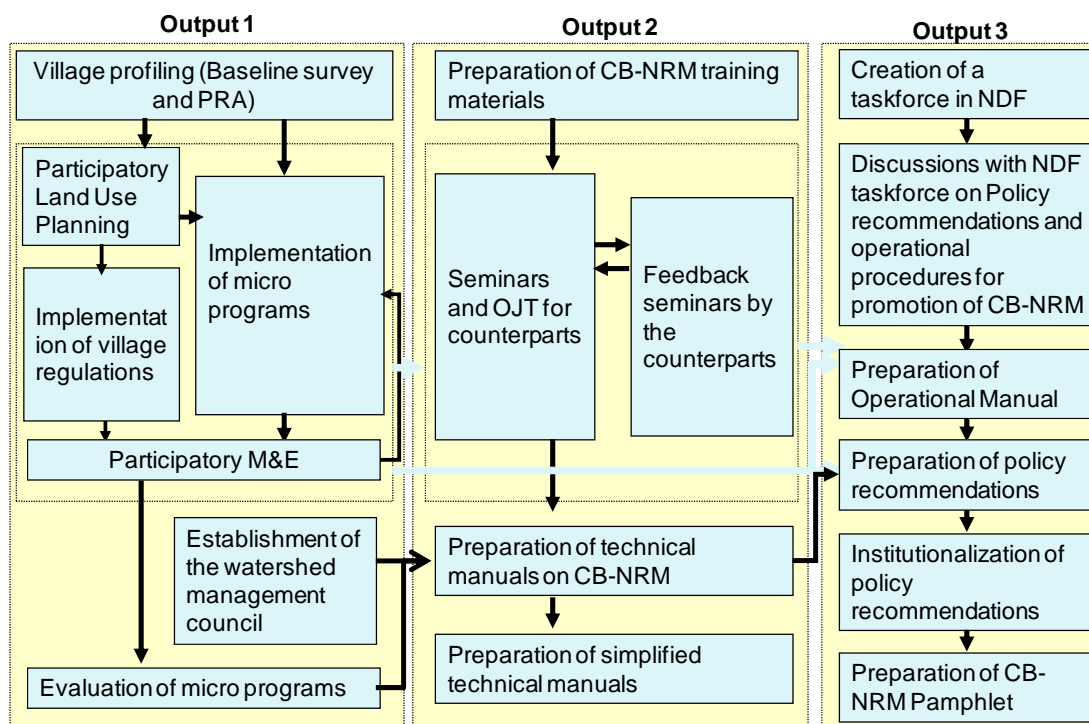 Output 1
Village profiling (Baseline survey
and PRA)
Participatory
Land Use
Planning
Implementation
of micro
programs
Implementat
ion of village
regulations
Participatory M&E
Establishment of
the watershed
management
council
Evaluation of micro programs
Output 2
Preparation of CB-NRM training
materials
Seminars
and OJT for
counterparts
Feedback
seminars by
the
counterparts
Preparation of technical
manuals on CB-NRM
Preparation of simplified
technical manuals
Output 3
Creation of a
taskforce in NDF
Discussions with NDF
taskforce on Policy
recommendations and
operational
procedures for
promotion of CB-NRM
Preparation of
Operational Manual
Preparation of policy
recommendations
Institutionalization of
policy
recommendations
Preparation of CB-
NRM Pamphlet